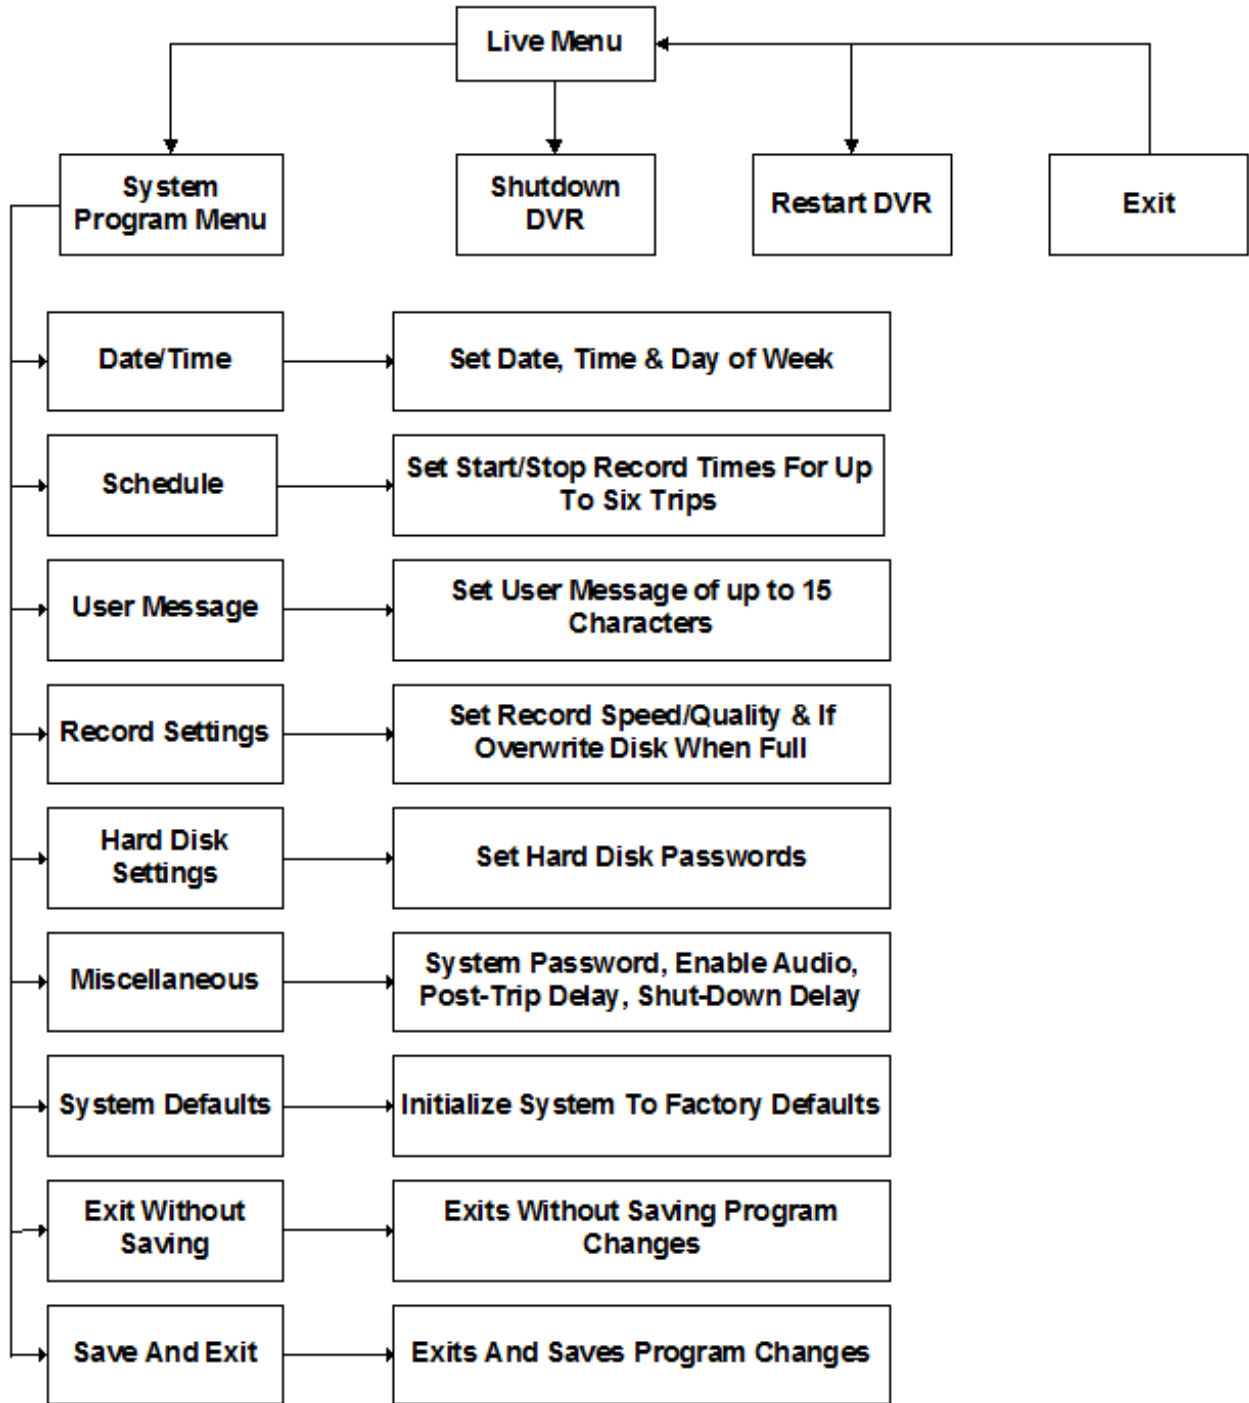 Live Menu
System
Program Menu
Shutdown
DVR
Restart DVR
Exit
Date/Time
Set Date, Time & Day of Week
Schedule
Set Start/Stop Record Times For Up
To Six Trips
User Message
Set User Message of up to 15
Characters
Record Settings
Set Record Speed/Quality & If
Overwrite Disk When Full
Hard Disk
Settings
Set Hard Disk Passwords
Miscellaneous
System Password, Enable Audio,
Post-Trip Delay, Shut-Down Delay
System Defaults
Initialize System To Factory Defaults
Exit Without
Saving
Exits Without Saving Program
Changes
Save And Exit
Exits And Saves Program Changes